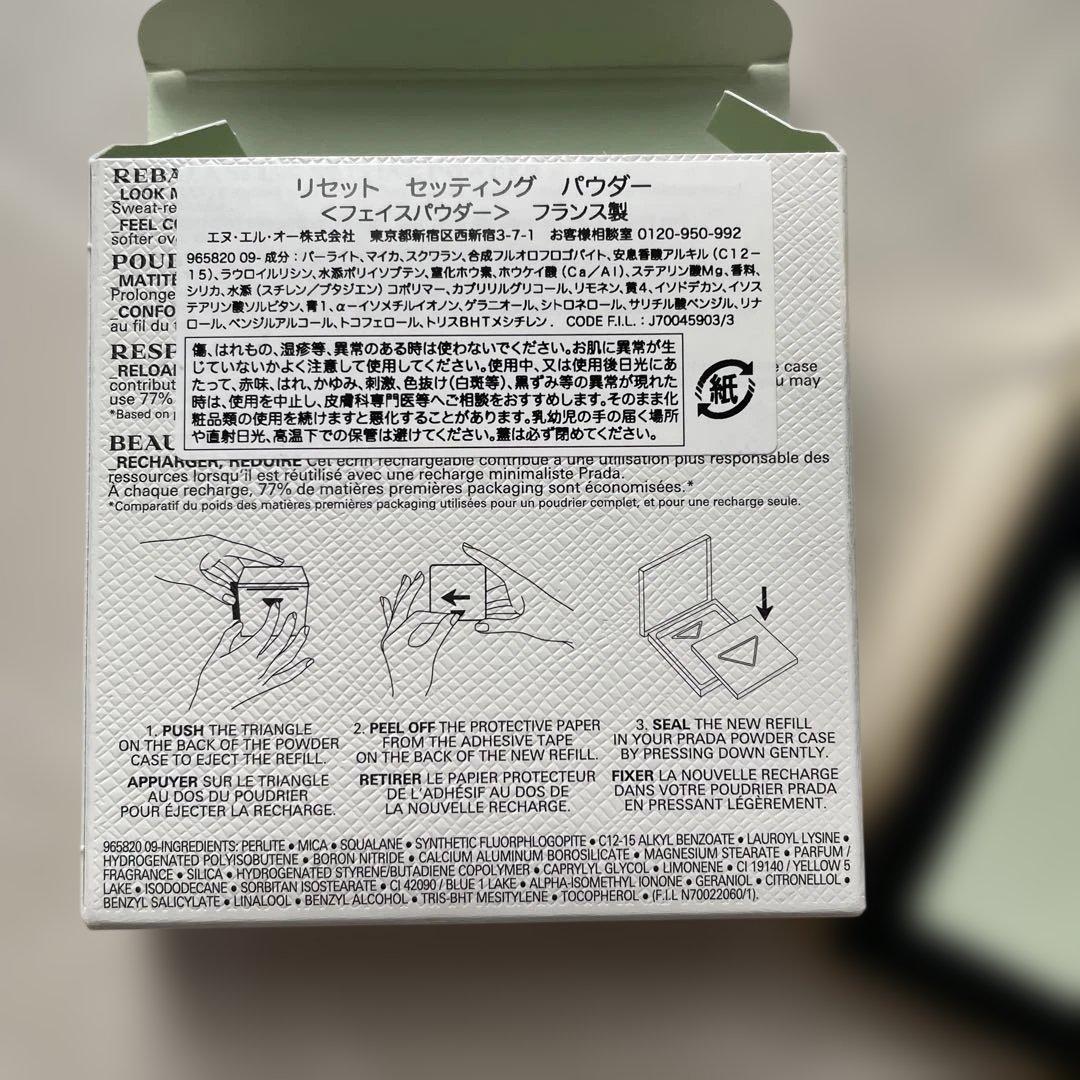 REBA
LOOK M
Sweat-re
_FEEL C
softer ov
POU
MATIT
Prolonge
_CONFO
au fil du
RESP
RELOA
contribut
use 77%
*Based on
BEAU
リセット　セッティング　パウダー
<フェイスパウダー>　フランス製
エヌ・エル・オー株式会社　東京都新宿区西新宿3-7-1　お客様相談室 0120-950-992
965820 09- 成分：パーライト、マイカ、スクワラン、合成フルオロフロゴパイト、安息香酸アルキル（C12－
15）、ラウロイルリシン、水添ポリイソブテン、窒化ホウ素、ホウケイ酸（Ca／Al）、ステアリン酸Mg、香料、
シリカ、水添（スチレン／ブタジエン）コポリマー、カプリリルグリコール、リモネン、黄4、イソドデカン、イソス
テアリン酸ソルビタン、青1、α－イソメチルイオノン、ゲラニオール、シトロネロール、サリチル酸ベンジル、リナ
ロール、ベンジルアルコール、トコフェロール、トリスBHTメシチレン． CODE F.I.L.：J70045903/3
傷、はれもの、湿疹等、異常のある時は使わないでください。お肌に異常が生
じていないかよく注意して使用してください。使用中、又は使用後日光にあ
たって、赤味、はれ、かゆみ、刺激、色抜け（白斑等）、黒ずみ等の異常が現れた
時は、使用を中止し、皮膚科専門医等へご相談をおすすめします。そのまま化
粧品類の使用を続けますと悪化することがあります。乳幼児の手の届く場所
や直射日光、高温下での保管は避けてください。蓋は必ず閉めてください。
紙
case
u may
_RECHARGER, RÉDUIRE Cet écrin rechargeable contribue à une utilisation plus responsable des
ressources lorsqu'il est réutilisé avec une recharge minimaliste Prada.
À chaque recharge, 77% de matières premières packaging sont économisées.*
*Comparatif du poids des matières premières packaging utilisées pour un poudrier complet, et pour une recharge seule.
1. PUSH THE TRIANGLE
ON THE BACK OF THE POWDER
CASE TO EJECT THE REFILL.
APPUYER SUR LE TRIANGLE
AU DOS DU POUDRIER
POUR ÉJECTER LA RECHARGE.
2. PEEL OFF THE PROTECTIVE PAPER
FROM THE ADHESIVE TAPE
ON THE BACK OF THE NEW REFILL.
RETIRER LE PAPIER PROTECTEUR
DE L'ADHÉSIF AU DOS DE
LA NOUVELLE RECHARGE.
3. SEAL THE NEW REFILL
IN YOUR PRADA POWDER CASE
BY PRESSING DOWN GENTLY.
FIXER LA NOUVELLE RECHARGE
DANS VOTRE POUDRIER PRADA
EN PRESSANT LÉGÈREMENT.
965820 09-INGREDIENTS: PERLITE • MICA • SQUALANE • SYNTHETIC FLUORPHLOGOPITE • C12-15 ALKYL BENZOATE • LAUROYL LYSINE •
HYDROGENATED POLYISOBUTENE • BORON NITRIDE • CALCIUM ALUMINUM BOROSILICATE • MAGNESIUM STEARATE • PARFUM /
FRAGRANCE • SILICA • HYDROGENATED STYRENE/BUTADIENE COPOLYMER • CAPRYLYL GLYCOL • LIMONENE • CI 19140 / YELLOW 5
LAKE • ISODODECANE • SORBITAN ISOSTEARATE • CI 42090 / BLUE 1 LAKE • ALPHA-ISOMETHYL IONONE • GERANIOL • CITRONELLOL •
BENZYL SALICYLATE • LINALOOL • BENZYL ALCOHOL • TRIS-BHT MESITYLENE • TOCOPHEROL • (F.I.L N70022060/1).